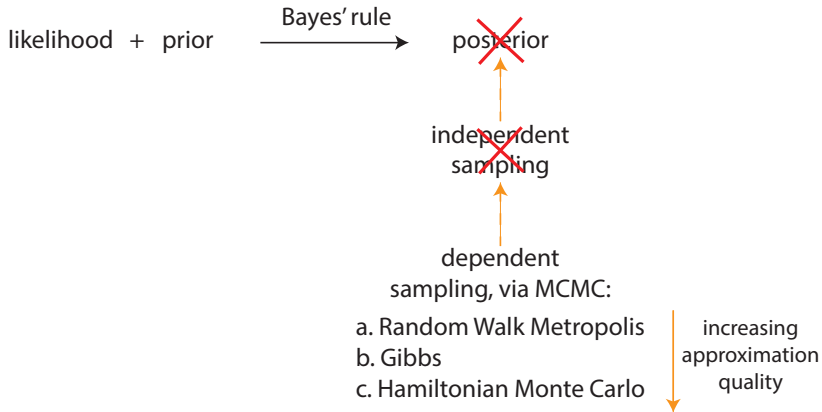 Bayes' rule
likelihood + prior
posterior
independent
sampling
dependent
sampling, via MCMC:
a. Random Walk Metropolis
b. Gibbs
c. Hamiltonian Monte Carlo
increasing
approximation
quality